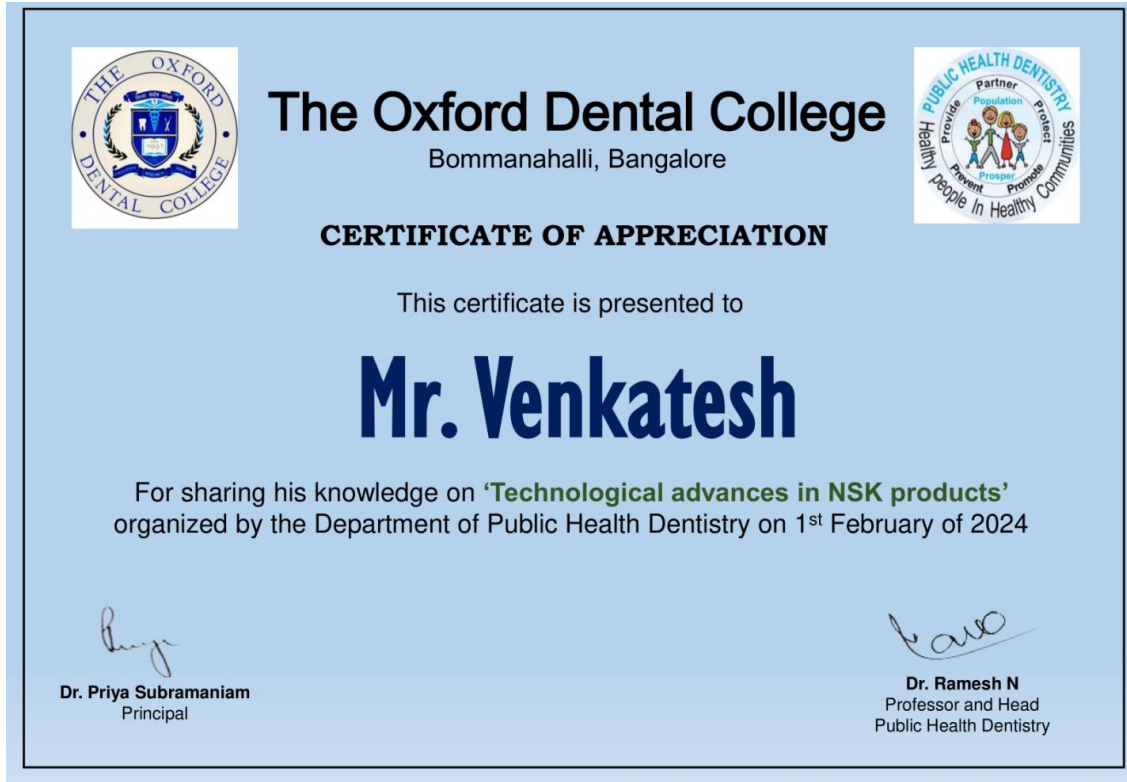 THE OXFORD
DENTAL COLLEGE
The Oxford Dental College
Bommanahalli, Bangalore
PUBLIC HEALTH DENTISTRY
Healthy People In Healthy Communities
Partner
Provide
Protect
Population
Prosper
Prevent
Promote
CERTIFICATE OF APPRECIATION
This certificate is presented to
Mr. Venkatesh
For sharing his knowledge on ‘Technological advances in NSK products’
organized by the Department of Public Health Dentistry on 1st February of 2024
Dr. Priya Subramaniam
Principal
Dr. Ramesh N
Professor and Head
Public Health Dentistry